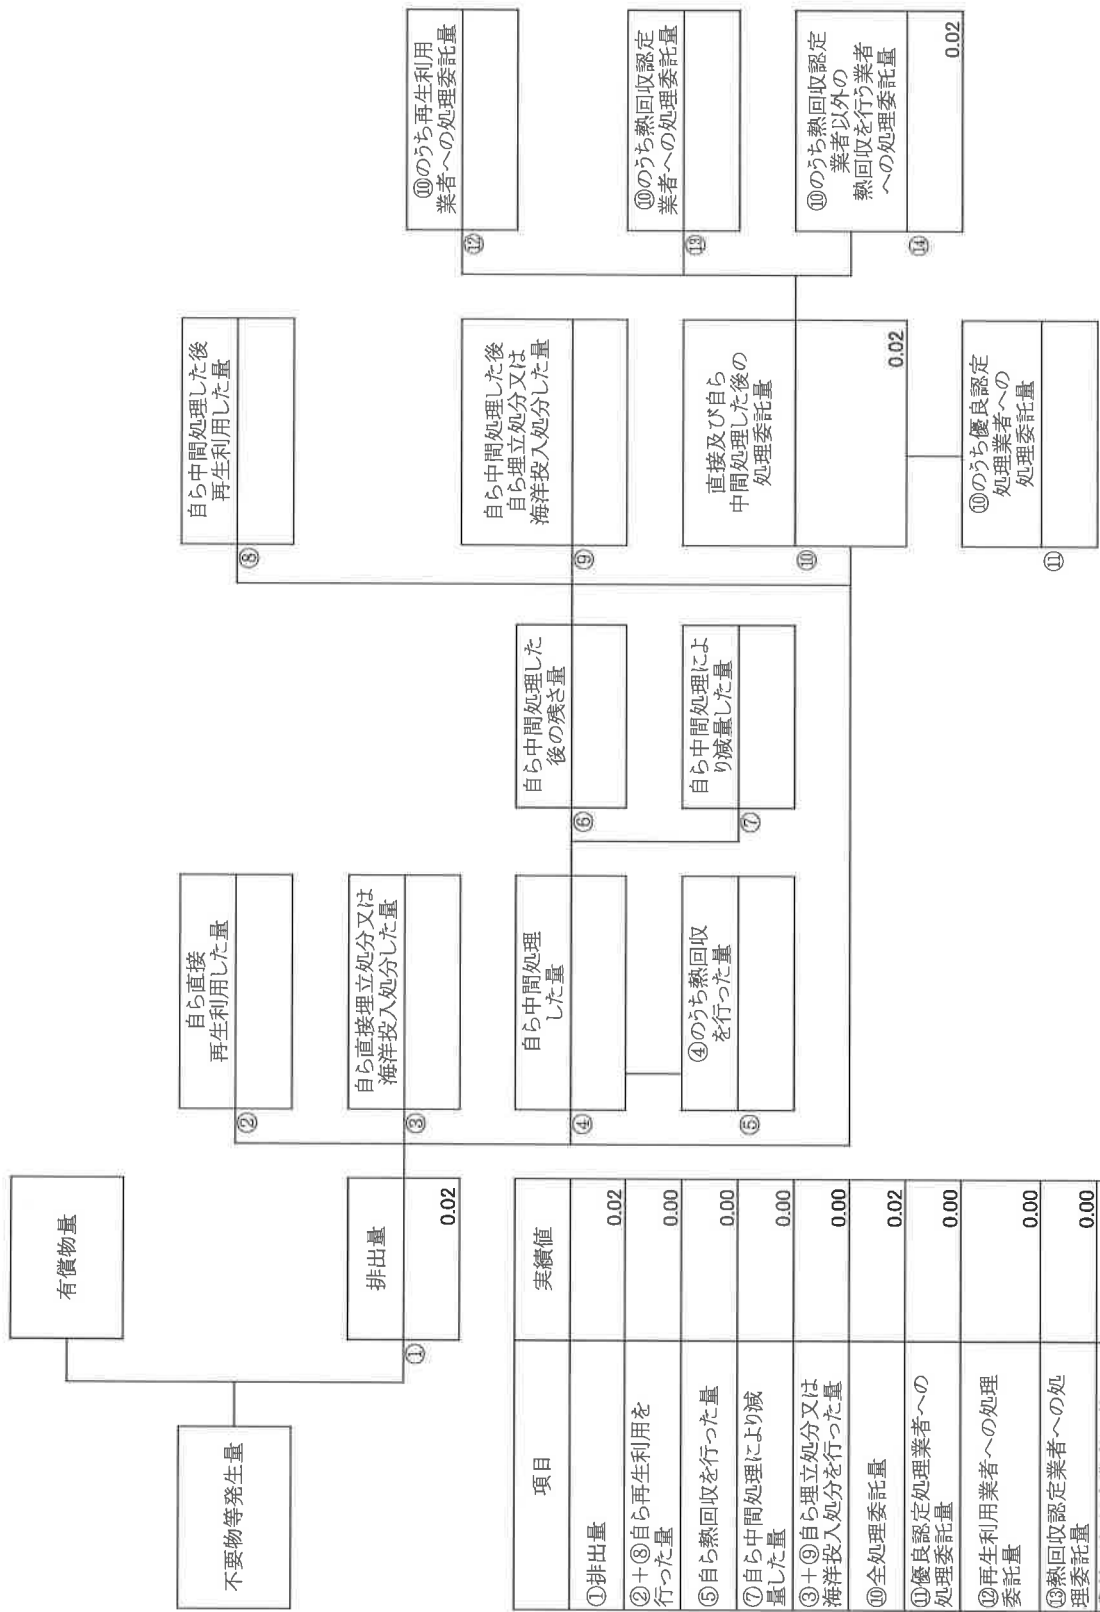 不要物等発生量
有償物量
①
排出量
0.02
②
自ら直接
再生利用した量
③
自ら直接埋立処分又は
海洋投入処分した量
④
自ら中間処理
した量
⑤
④のうち熱回収
を行った量
⑥
自ら中間処理した
後の残さ量
⑦
自ら中間処理によ
り減量した量
⑧
自ら中間処理した後
再生利用した量
⑨
自ら中間処理した後
自ら埋立処分又は
海洋投入処分した量
⑩
直接及び自ら
中間処理した後の
処理委託量
0.02
⑪
⑩のうち優良認定
処理業者への
処理委託量
⑫
⑩のうち再生利用
業者への処理委託量
⑬
⑩のうち熱回収認定
業者への処理委託量
⑭
⑩のうち熱回収認定
業者以外の
熱回収を行う業者
への処理委託量
0.02
項目 実績値
①排出量 0.02
②+⑧自ら再生利用を
行った量 0.00
⑤自ら熱回収を行った量 0.00
⑦自ら中間処理により減
量した量 0.00
③+⑨自ら埋立処分又は
海洋投入処分を行った量 0.00
⑩全処理委託量 0.02
⑪優良認定処理業者への
処理委託量 0.00
⑫再生利用業者への処理
委託量 0.00
⑬熱回収認定業者への処
理委託量 0.00